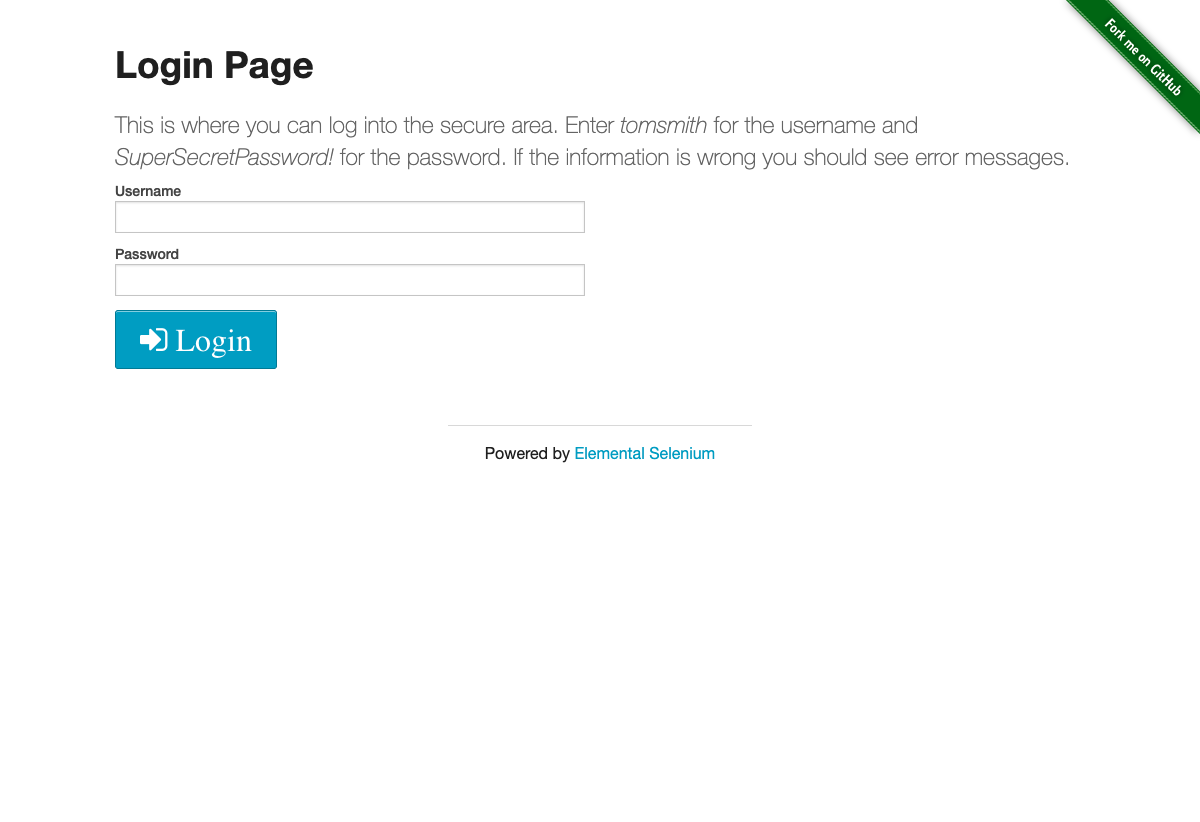 Fork me on GitHub
Login Page
This is where you can log into the secure area. Enter tomsmith for the username and
SuperSecretPassword! for the password. If the information is wrong you should see error messages.
Username
Password
Login
Powered by Elemental Selenium